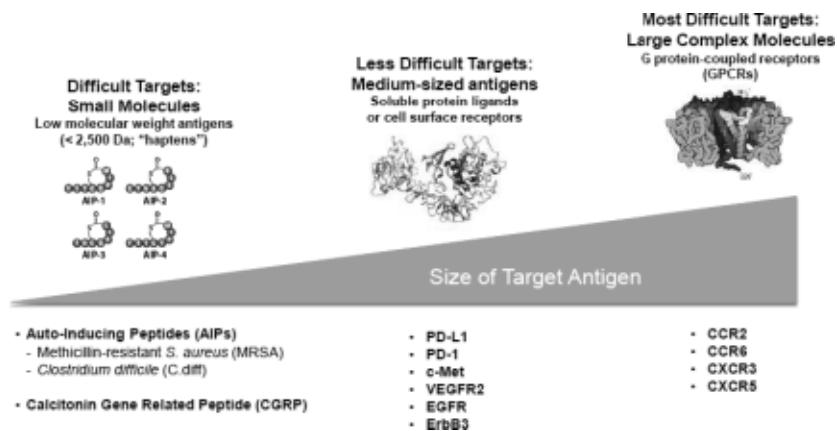 Difficult Targets:
Small Molecules
Low molecular weight antigens
(< 2,500 Da; "haptens")
AIP-1
AIP-2
AIP-3
AIP-4
Less Difficult Targets:
Medium-sized antigens
Soluble protein ligands
or cell surface receptors
Most Difficult Targets:
Large Complex Molecules
G protein-coupled receptors
(GPCRs)
Size of Target Antigen
• Auto-Inducing Peptides (AIPs)
- Methicillin-resistant S. aureus (MRSA)
- Clostridium difficile (C.diff)
• Calcitonin Gene Related Peptide (CGRP)
• PD-L1
• PD-1
• c-Met
• VEGFR2
• EGFR
• ErbB3
• CCR2
• CCR6
• CXCR3
• CXCR5